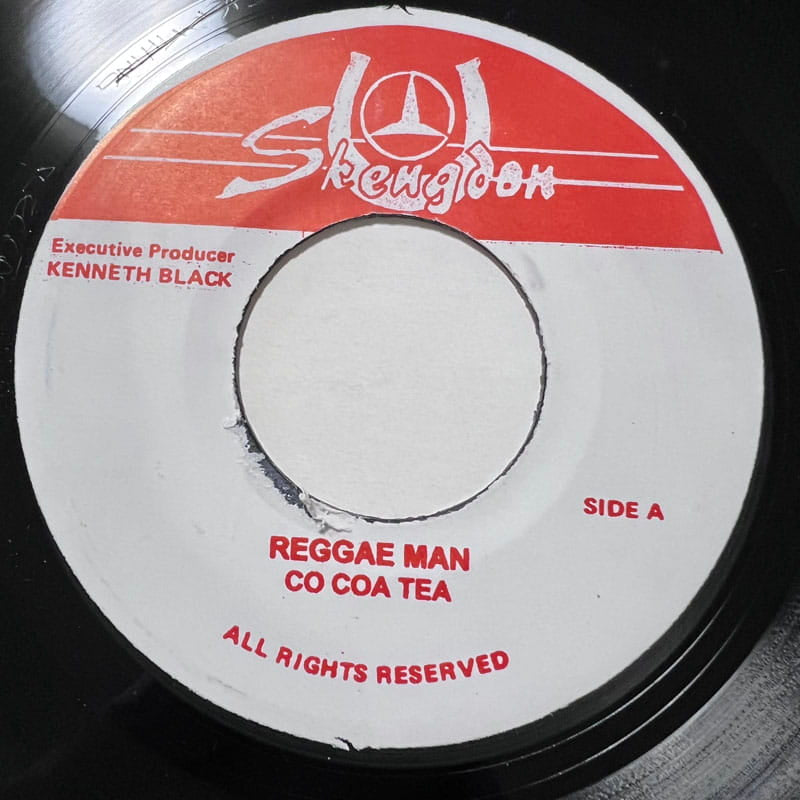 Skengdon
Executive Producer
KENNETH BLACK
SIDE A
REGGAE MAN
CO COA TEA
ALL RIGHTS RESERVED